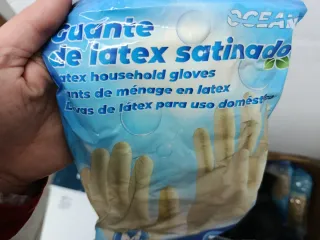 OCEAN
Guante
de latex satinado
Latex household gloves
ants de ménage en latex
vas de látex para uso domést